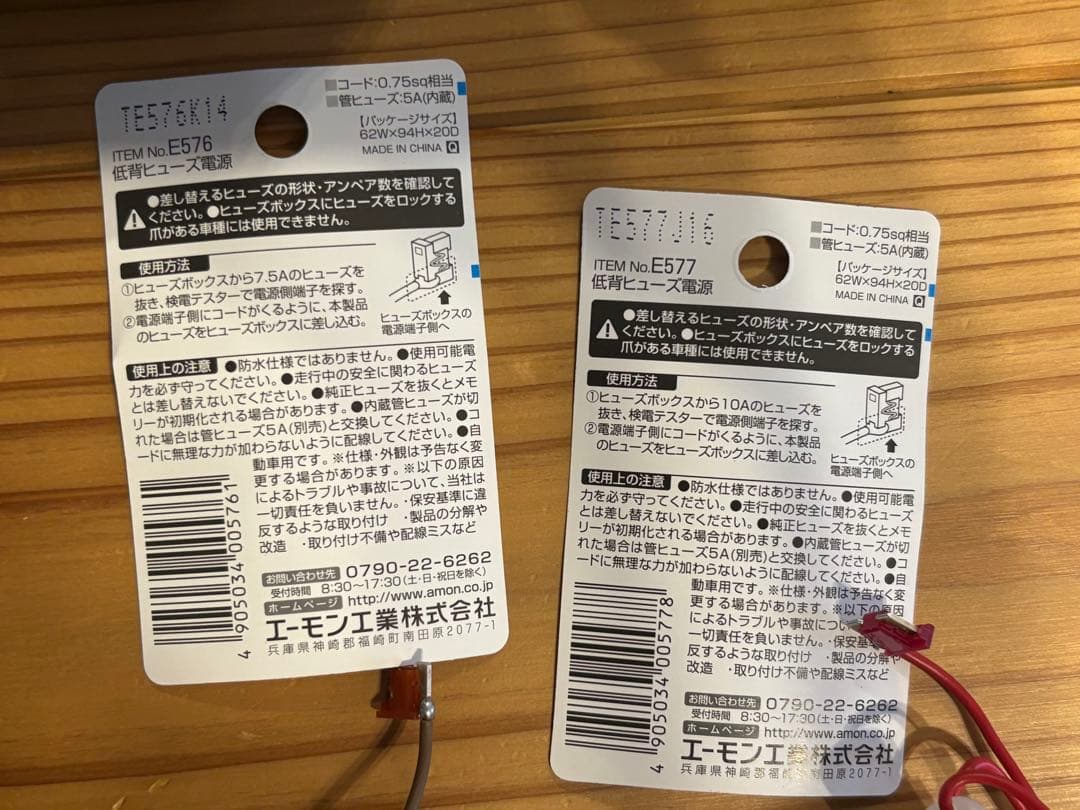 TE576K14
ITEM No.E576
低背ヒューズ電源
■コード:0.75sq相当
■管ヒューズ:5A(内蔵)
【パッケージサイズ】
62W×94H×20D
MADE IN CHINA Q
●差し替えるヒューズの形状・アンペア数を確認して
ください。●ヒューズボックスにヒューズをロックする
爪がある車種には使用できません。
使用方法
①ヒューズボックスから7.5Aのヒューズを
抜き、検電テスターで電源側端子を探す。
②電源端子側にコードがくるように、本製品
のヒューズをヒューズボックスに差し込む。
ヒューズボックスの
電源端子側へ
使用上の注意 ●防水仕様ではありません。●使用可能電
力を必ず守ってください。●走行中の安全に関わるヒューズ
とは差し替えないでください。●純正ヒューズを抜くとメモ
リーが初期化される場合があります。●内蔵管ヒューズが切
れた場合は管ヒューズ5A(別売)と交換してください。●コ
ードに無理な力が加わらないように配線してください。●自
動車用です。※仕様・外観は予告なく変
更する場合があります。※以下の原因
によるトラブルや事故について、当社は
一切責任を負いません。・保安基準に違
反するような取り付け ・製品の分解や
改造 ・取り付け不備や配線ミスなど
4 905034 005761
お問い合わせ先 0790-22-6262
受付時間 8:30〜17:30(土・日・祝日を除く)
ホームページ http://www.amon.co.jp
エーモン工業株式会社
兵庫県神崎郡福崎町南田原2077-1
TE577J16
ITEM No.E577
低背ヒューズ電源
■コード:0.75sq相当
■管ヒューズ:5A(内蔵)
【パッケージサイズ】
62W×94H×20D
MADE IN CHINA Q
●差し替えるヒューズの形状・アンペア数を確認して
ください。●ヒューズボックスにヒューズをロックする
爪がある車種には使用できません。
使用方法
①ヒューズボックスから10Aのヒューズを
抜き、検電テスターで電源側端子を探す。
②電源端子側にコードがくるように、本製品
のヒューズをヒューズボックスに差し込む。
ヒューズボックスの
電源端子側へ
使用上の注意 ●防水仕様ではありません。●使用可能電
力を必ず守ってください。●走行中の安全に関わるヒューズ
とは差し替えないでください。●純正ヒューズを抜くとメモ
リーが初期化される場合があります。●内蔵管ヒューズが切
れた場合は管ヒューズ5A(別売)と交換してください。●コ
ードに無理な力が加わらないように配線してください。●自
動車用です。※仕様・外観は予告なく変
更する場合があります。※以下の原因
によるトラブルや事故につい
一切責任を負いません。・保安基
反するような取り付け ・製品の分解や
改造 ・取り付け不備や配線ミスなど
4 905034 005778
お問い合わせ先 0790-22-6262
受付時間 8:30〜17:30(土・日・祝日を除く)
ホームページ http://www.amon.co.jp
エーモン工業株式会社
兵庫県神崎郡福崎町南田原2077-1